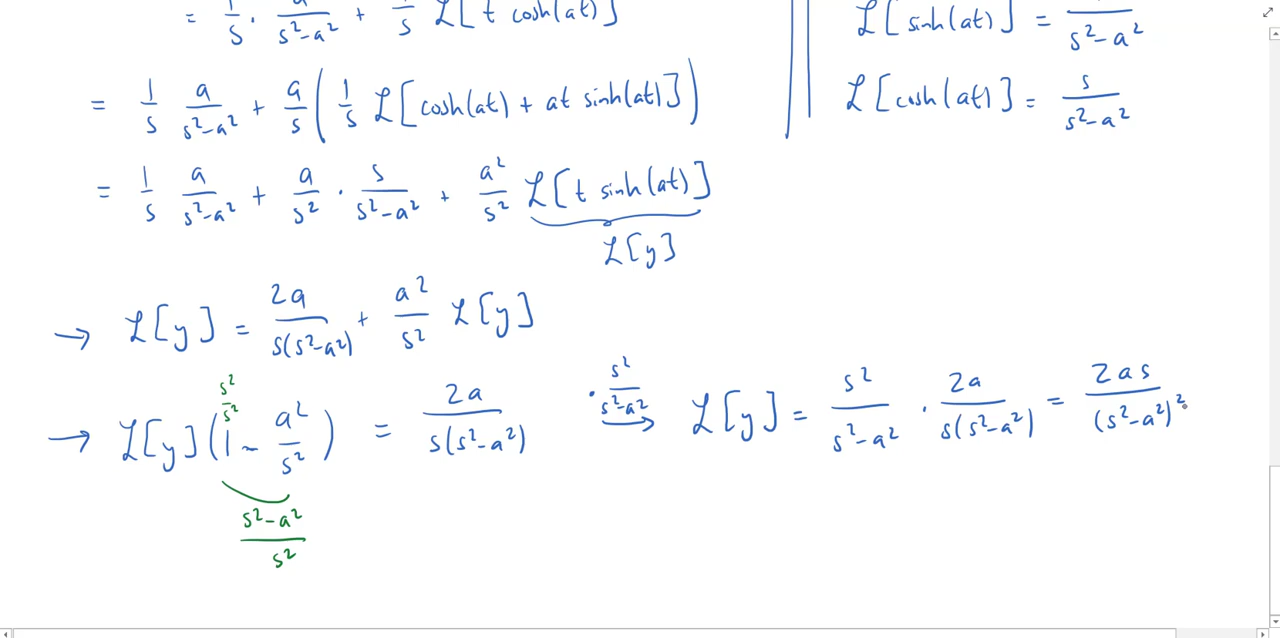 = 1/s · a/(s²-a²) + 1/s ℒ[t cosh(at)]
= 1/s a/(s²-a²) + a/s (1/s ℒ[cosh(at) + at sinh(at)])
= 1/s a/(s²-a²) + a/s² · s/(s²-a²) + a²/s² ℒ[t sinh(at)]
ℒ[y]
→ ℒ[y] = 2a/(s(s²-a²)) + a²/s² ℒ[y]
s²/s²
→ ℒ[y](1 - a²/s²) = 2a/(s(s²-a²)) · s²/(s²-a²) → ℒ[y] = s²/(s²-a²) · 2a/(s(s²-a²)) = 2as/(s²-a²)²
(s²-a²)/s²
ℒ[sinh(at)] = /(s²-a²)
ℒ[cosh(at)] = s/(s²-a²)